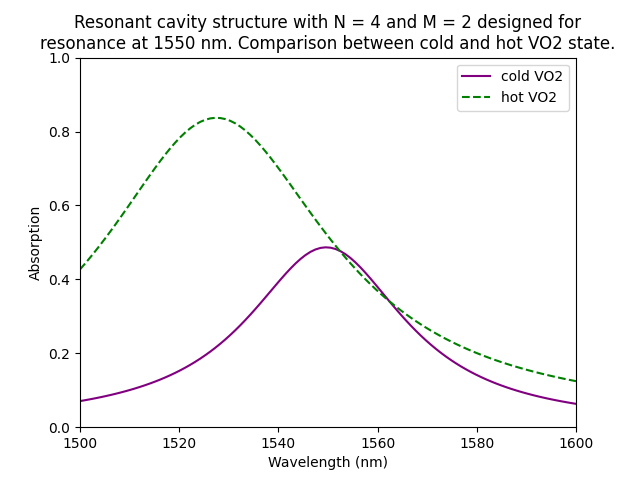 Resonant cavity structure with N = 4 and M = 2 designed for
resonance at 1550 nm. Comparison between cold and hot VO2 state.
cold VO2
hot VO2
1.0
0.8
0.6
0.4
0.2
0.0
Absorption
1500
1520
1540
1560
1580
1600
Wavelength (nm)